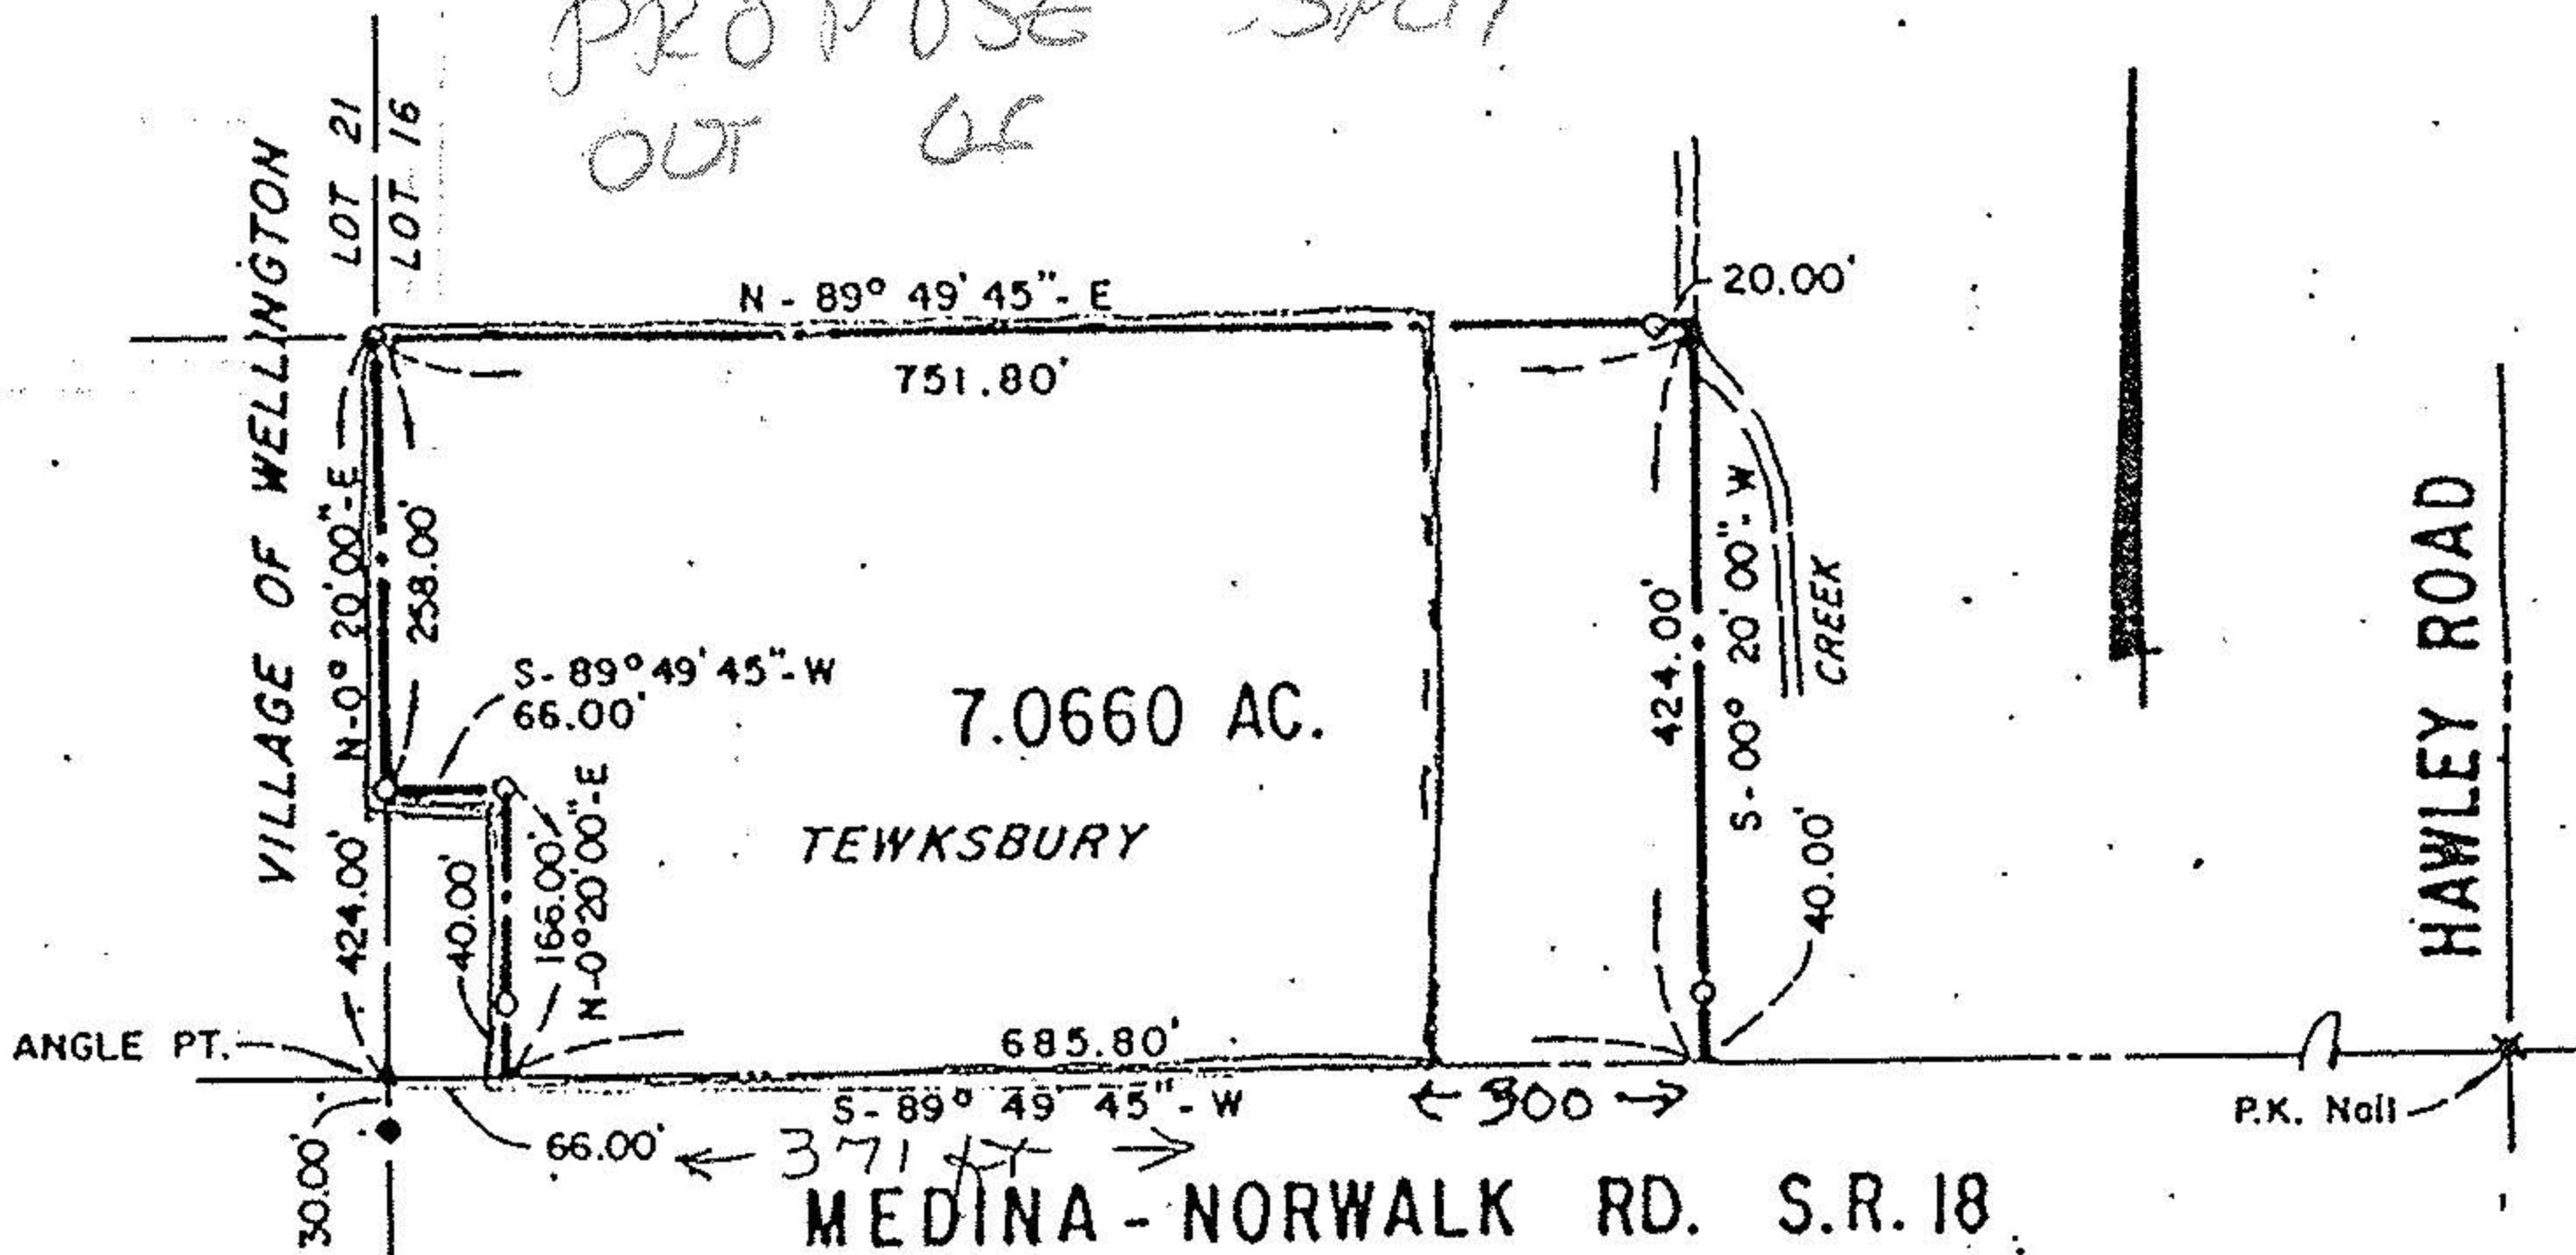 PROPOSE SPLIT
OUT OF
LOT 21
LOT 16
VILLAGE OF WELLINGTON
N - 89° 49' 45" - E
751.80'
20.00'
N-0° 20' 00"-E
258.00'
S- 89° 49' 45"- W
66.00'
7.0660 AC.
TEWKSBURY
424.00'
S- 00° 20' 00"- W
CREEK
40.00'
HAWLEY ROAD
424.00'
40.00'
166.00'
N-0°20'00"-E
ANGLE PT.
685.80'
S- 89° 49' 45"- W
← 300 →
P.K. Nail
30.00'
66.00'
← 371 FT →
MEDINA - NORWALK RD. S.R. 18